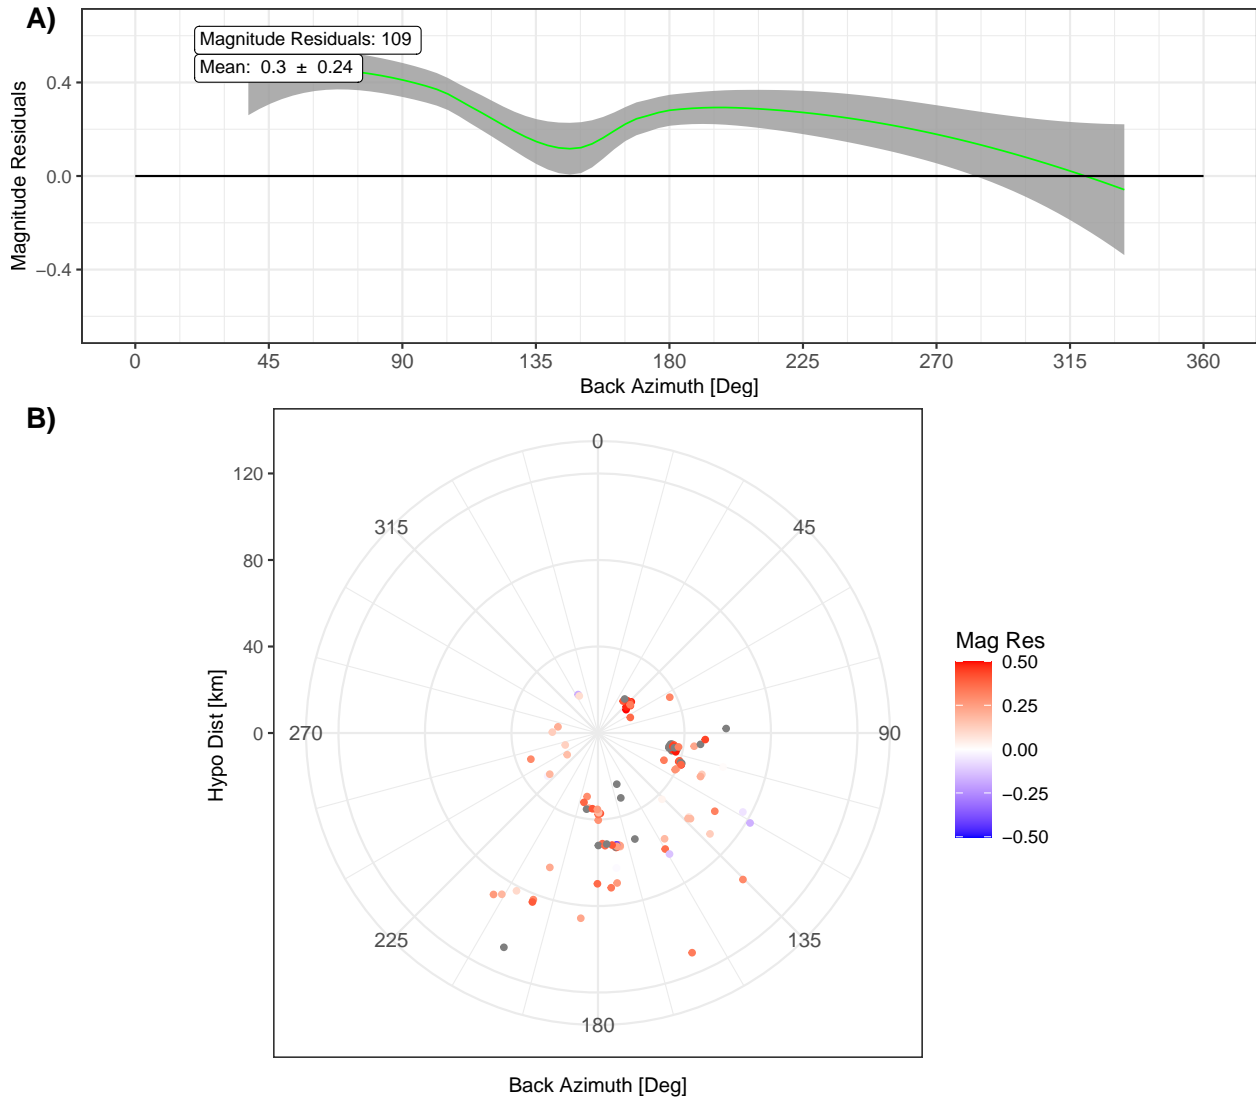 A)
Magnitude Residuals: 109
Mean:  0.3  ±  0.24
Magnitude Residuals
0.4
0.0
−0.4
0 45 90 135 180 225 270 315 360
Back Azimuth [Deg]
B)
Hypo Dist [km]
120
80
40
0
0
45
90
135
180
225
270
315
Back Azimuth [Deg]
Mag Res
0.50
0.25
0.00
−0.25
−0.50